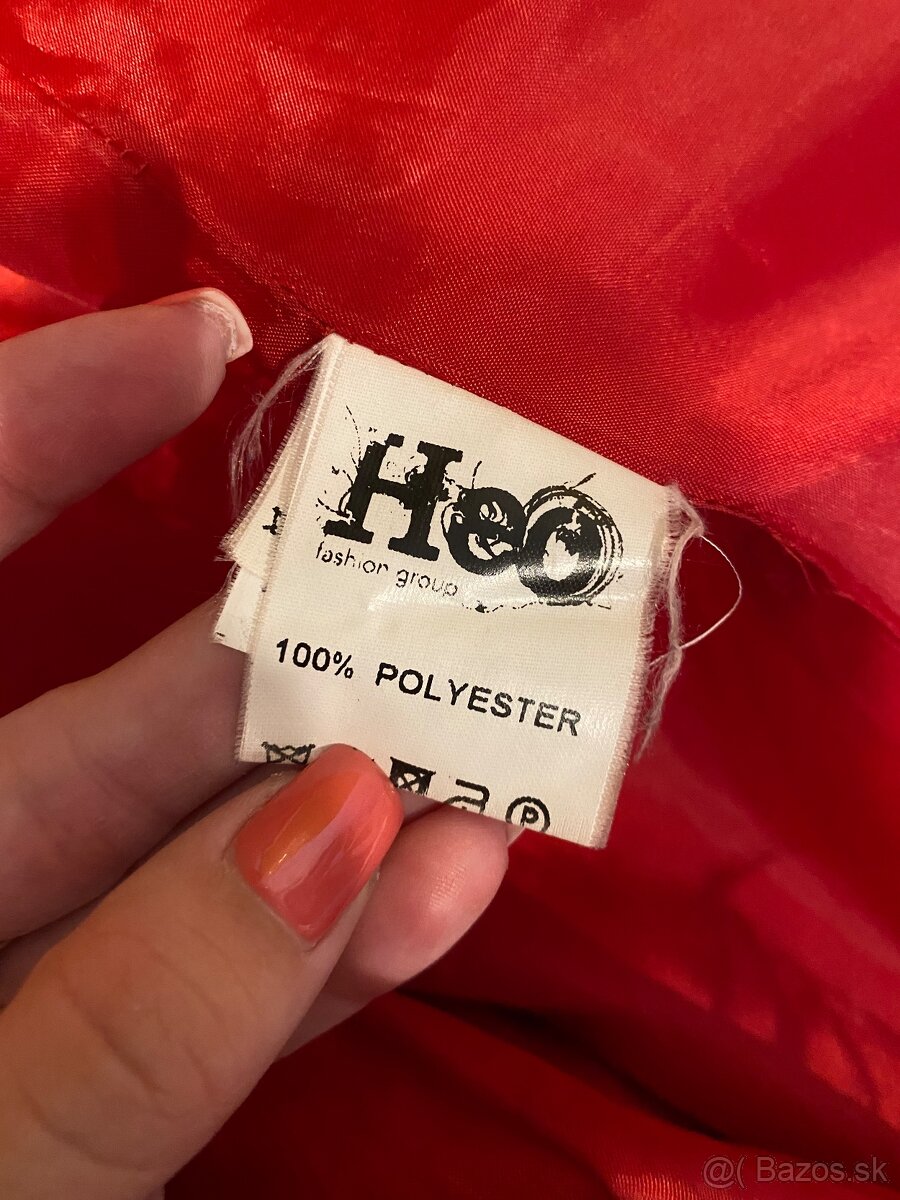 Heo
fashion group
100% POLYESTER
P
@( Bazos.sk